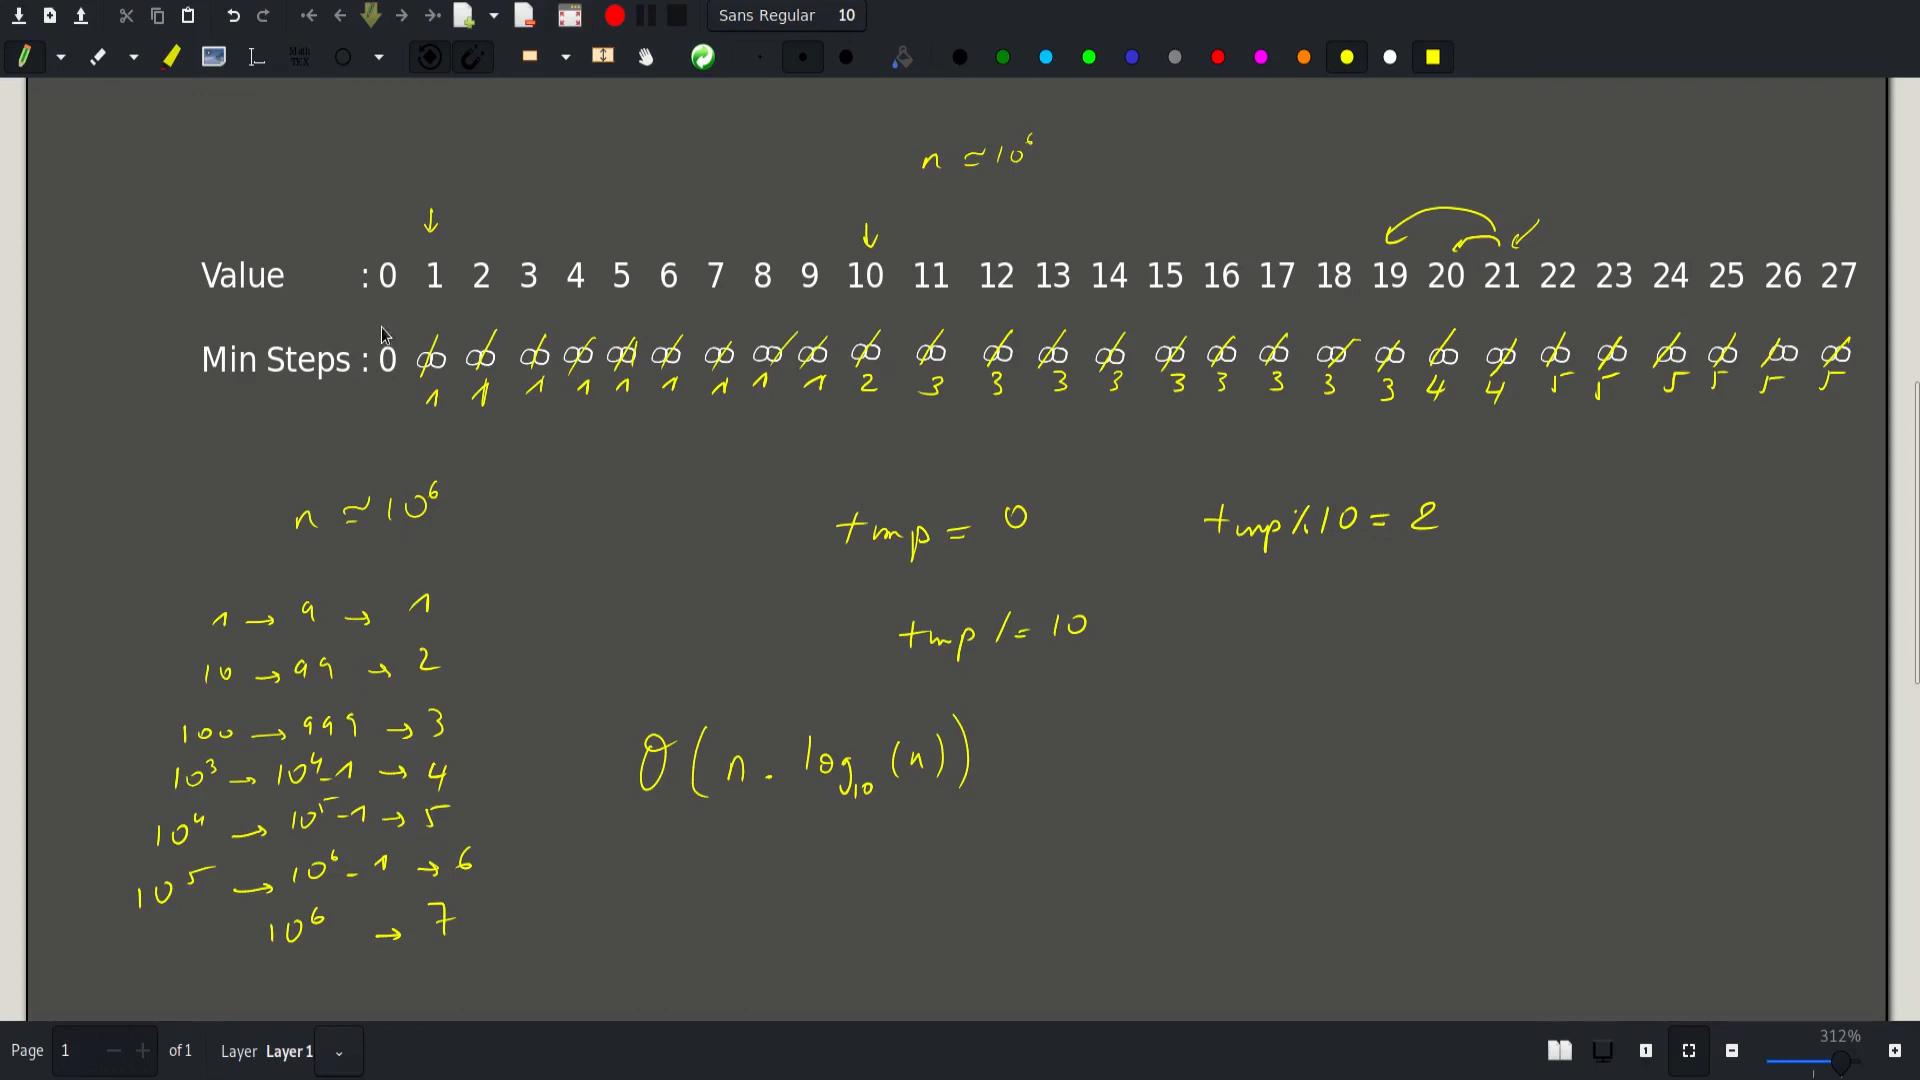 Sans Regular 10
Math TEX
n ≃ 10⁶
Value : 0 1 2 3 4 5 6 7 8 9 10 11 12 13 14 15 16 17 18 19 20 21 22 23 24 25 26 27
Min Steps : 0 ∞ ∞ ∞ ∞ ∞ ∞ ∞ ∞ ∞ ∞ ∞ ∞ ∞ ∞ ∞ ∞ ∞ ∞ ∞ ∞ ∞ ∞ ∞ ∞ ∞ ∞ ∞
1 1 1 1 1 1 1 1 1 2 3 3 3 3 3 3 3 3 3 4 4 5 5 5 5 5 5
n ≃ 10⁶
tmp = 0 tmp%10 = 2
1 → 9 → 1
tmp /= 10
10 → 99 → 2
100 → 999 → 3
O(n . log₁₀(n))
10³ → 10⁴-1 → 4
10⁴ → 10⁵-1 → 5
10⁵ → 10⁶-1 → 6
10⁶ → 7
Page 1 of 1 Layer Layer 1 312%